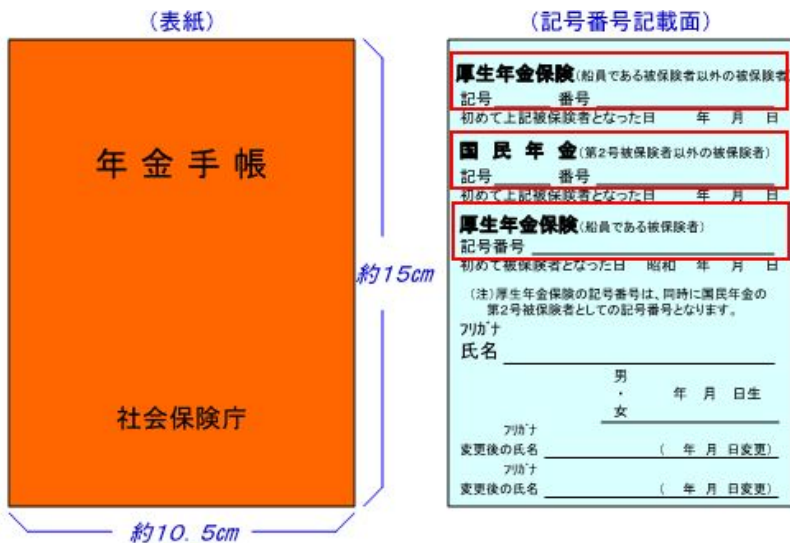 (表紙)
年金手帳
社会保険庁
約15cm
約10.5cm
(記号番号記載面)
厚生年金保険(船員である被保険者以外の被保険者
記号 番号
初めて上記被保険者となった日 年 月 日
国民年金(第2号被保険者以外の被保険者)
記号 番号
初めて上記被保険者となった日 年 月 日
厚生年金保険(船員である被保険者)
記号番号
初めて被保険者となった日 昭和 年 月 日
(注)厚生年金保険の記号番号は、同時に国民年金の
第2号被保険者としての記号番号となります。
フリガナ
氏名
男
・
女
年 月 日生
フリガナ
変更後の氏名 ( 年 月 日変更)
フリガナ
変更後の氏名 ( 年 月 日変更)